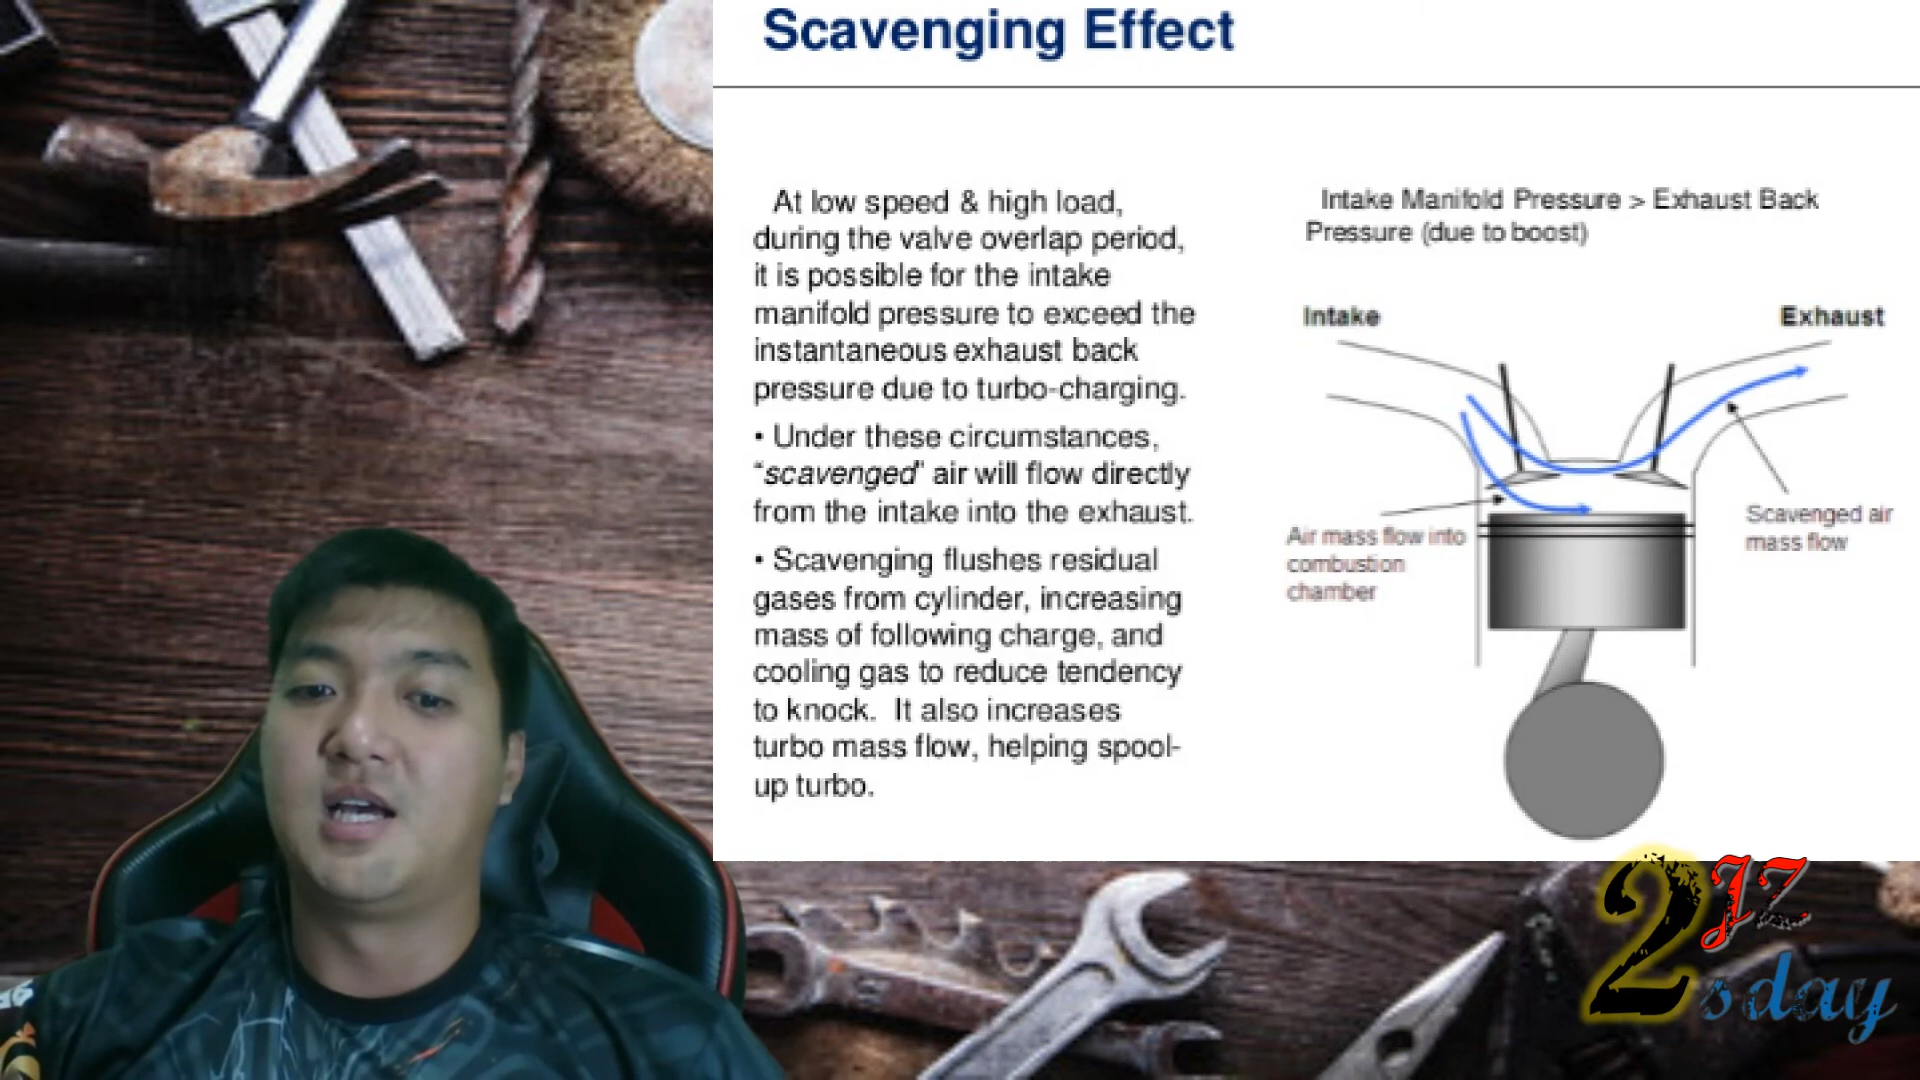 Scavenging Effect
At low speed & high load,
during the valve overlap period,
it is possible for the intake
manifold pressure to exceed the
instantaneous exhaust back
pressure due to turbo-charging.
• Under these circumstances,
"scavenged" air will flow directly
from the intake into the exhaust.
• Scavenging flushes residual
gases from cylinder, increasing
mass of following charge, and
cooling gas to reduce tendency
to knock. It also increases
turbo mass flow, helping spool-
up turbo.
Intake Manifold Pressure > Exhaust Back
Pressure (due to boost)
Intake
Exhaust
Air mass flow into
combustion
chamber
Scavenged air
mass flow
2JZ
sday